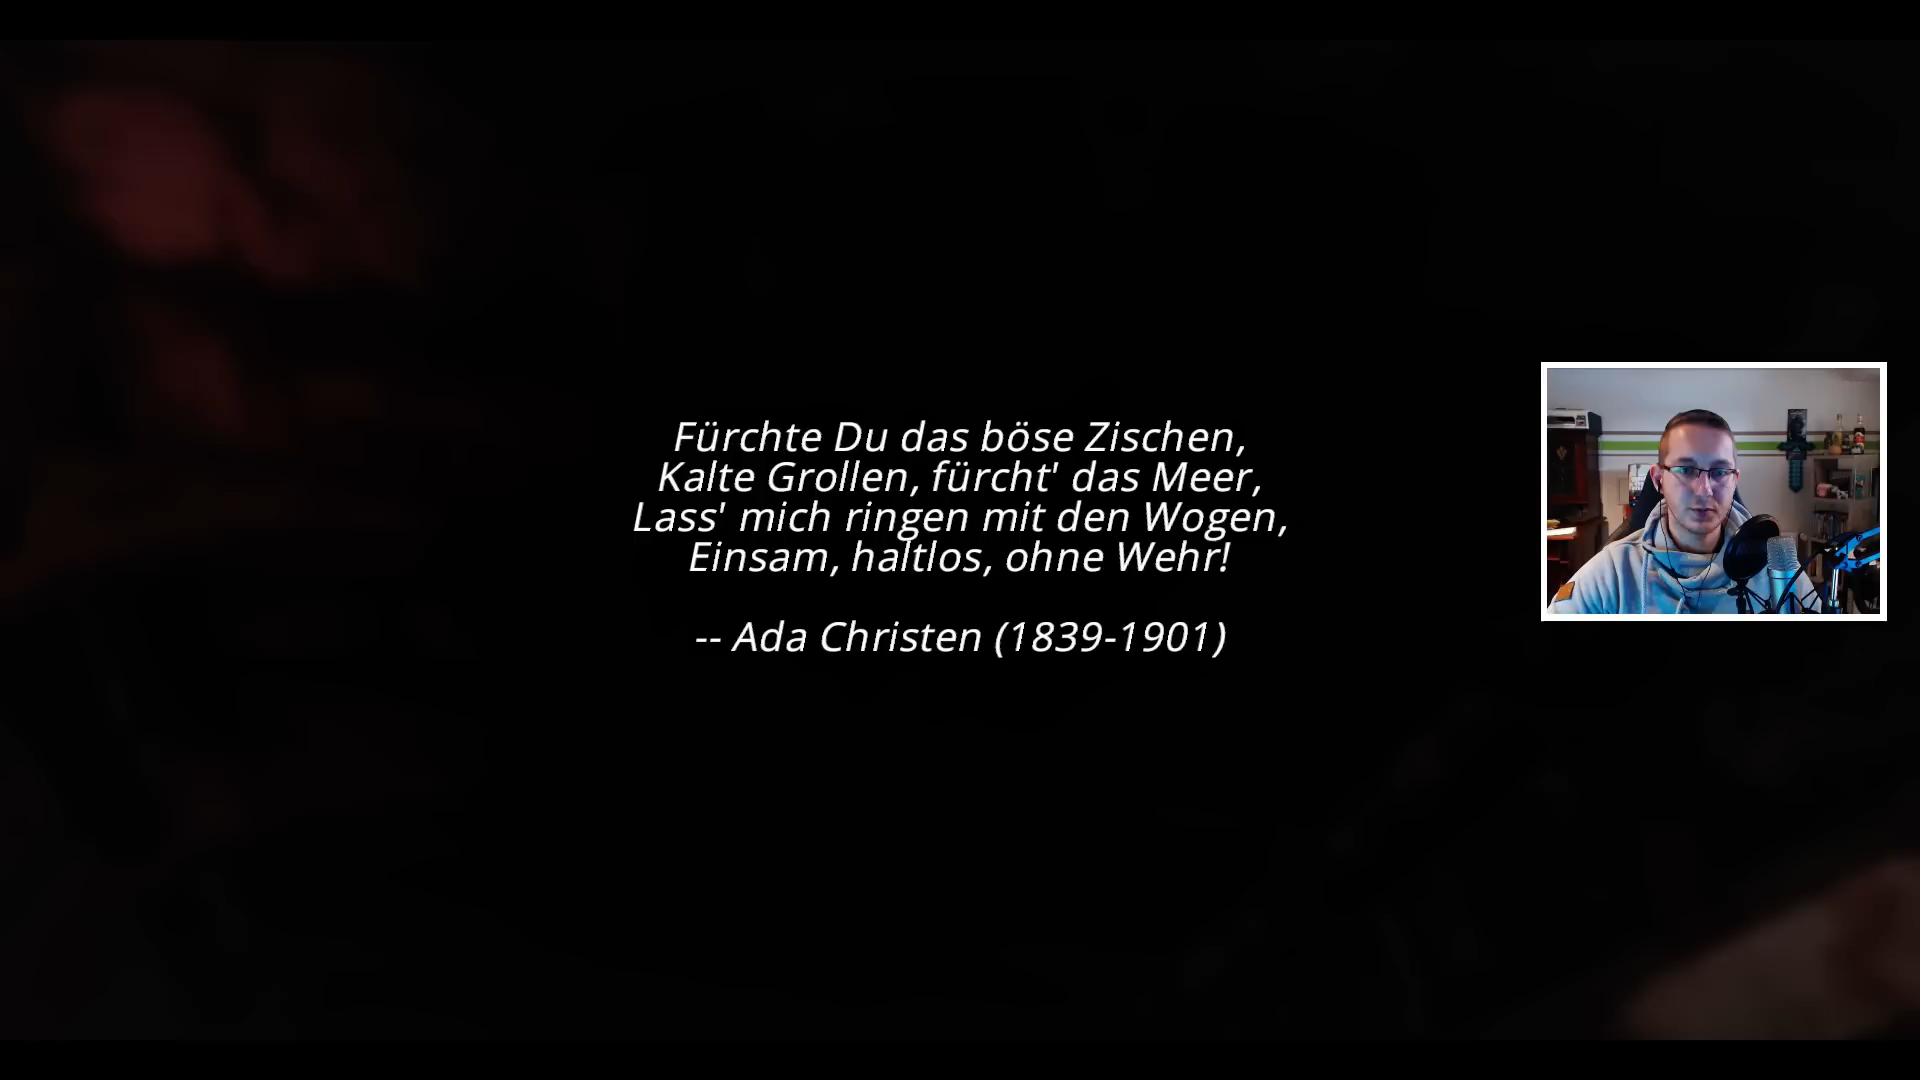 Fürchte Du das böse Zischen,
Kalte Grollen, fürcht' das Meer,
Lass' mich ringen mit den Wogen,
Einsam, haltlos, ohne Wehr!
-- Ada Christen (1839-1901)